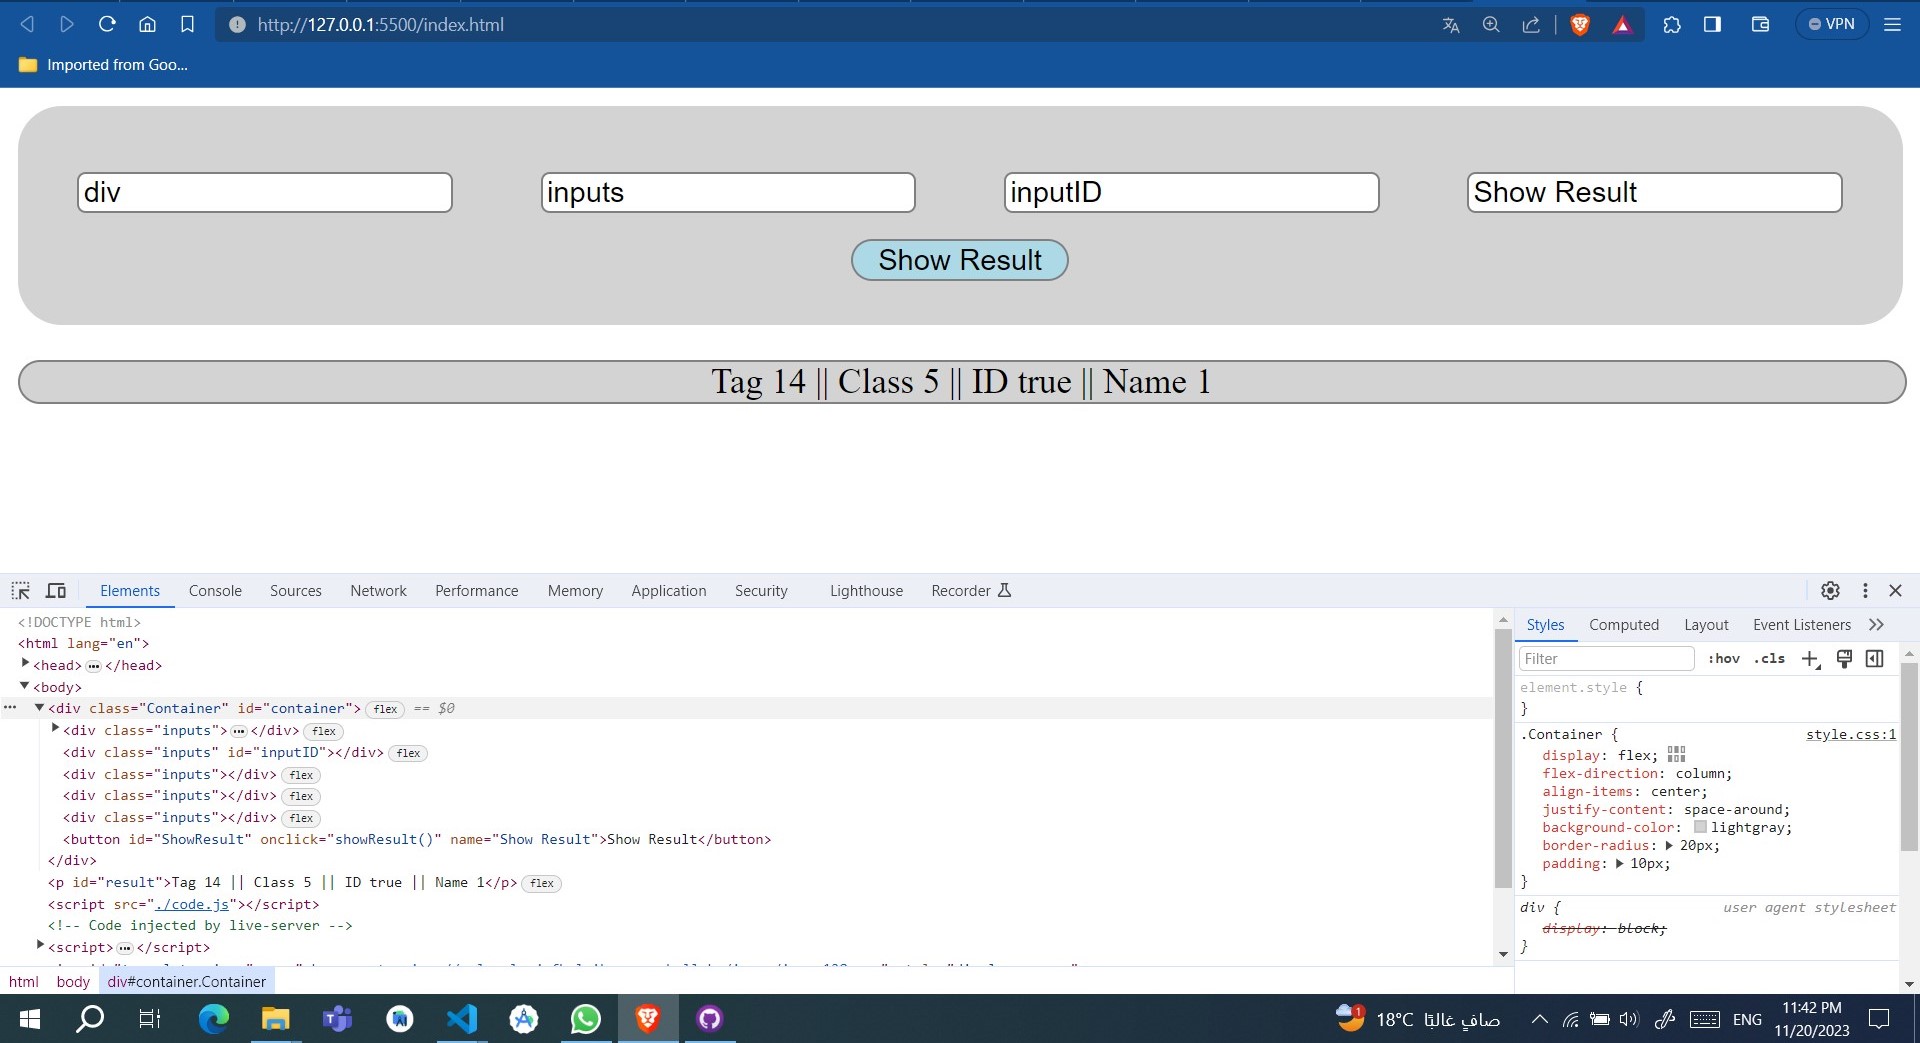 http://127.0.0.1:5500/index.html
VPN
Imported from Goo...
div
inputs
inputID
Show Result
Show Result
Tag 14 || Class 5 || ID true || Name 1
Elements Console Sources Network Performance Memory Application Security Lighthouse Recorder
<!DOCTYPE html>
<html lang="en">
<head> ••• </head>
<body>
••• <div class="Container" id="container"> flex == $0
<div class="inputs"> ••• </div> flex
<div class="inputs" id="inputID"></div> flex
<div class="inputs"></div> flex
<div class="inputs"></div> flex
<div class="inputs"></div> flex
<button id="ShowResult" onclick="showResult()" name="Show Result">Show Result</button>
</div>
<p id="result">Tag 14 || Class 5 || ID true || Name 1</p> flex
<script src="./code.js"></script>
<!-- Code injected by live-server -->
<script> ••• </script>
html body div#container.Container
Styles Computed Layout Event Listeners
Filter :hov .cls
element.style {
}
.Container { style.css:1
display: flex;
flex-direction: column;
align-items: center;
justify-content: space-around;
background-color: lightgray;
border-radius: 20px;
padding: 10px;
}
div { user agent stylesheet
display: block;
}
1
18°C صافٍ غالبًا
ENG
11:42 PM
11/20/2023